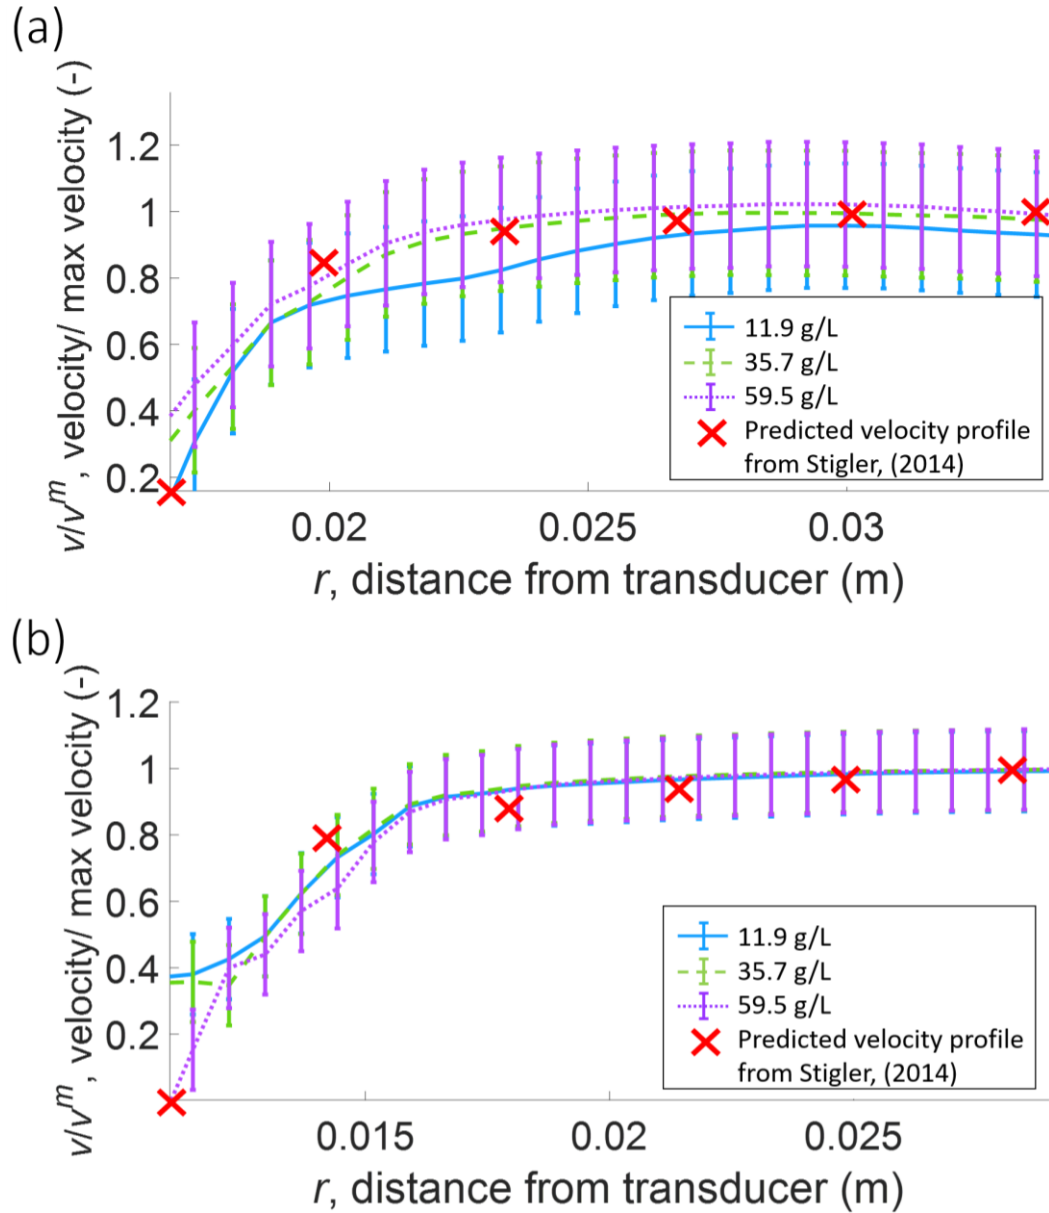 (a)
v/v^m, velocity/ max velocity (-)
1.2
1
0.8
0.6
0.4
0.2
0.02
0.025
0.03
r, distance from transducer (m)
11.9 g/L
35.7 g/L
59.5 g/L
Predicted velocity profile
from Stigler, (2014)
(b)
v/v^m, velocity/ max velocity (-)
1.2
1
0.8
0.6
0.4
0.2
0.015
0.02
0.025
r, distance from transducer (m)
11.9 g/L
35.7 g/L
59.5 g/L
Predicted velocity profile
from Stigler, (2014)